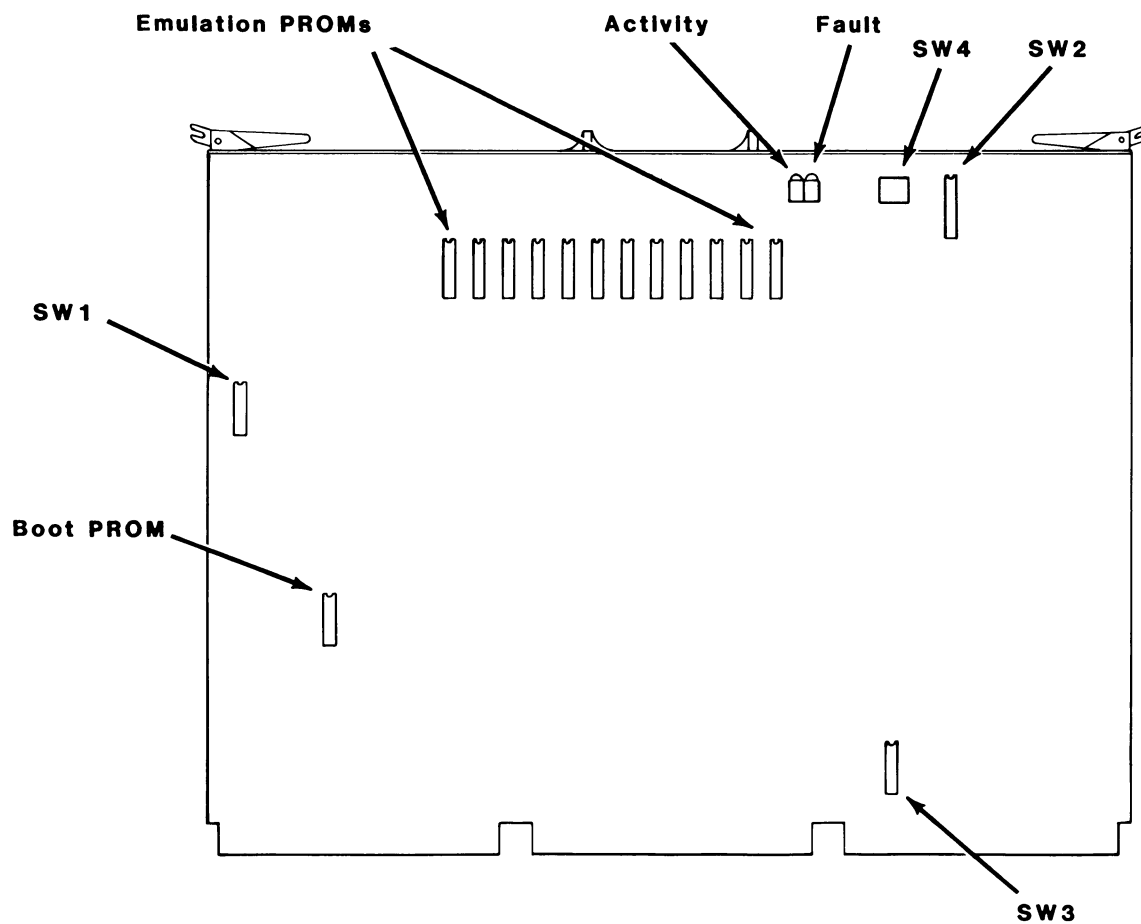 Emulation PROMs
Activity
Fault
SW4
SW2
SW1
Boot PROM
SW3